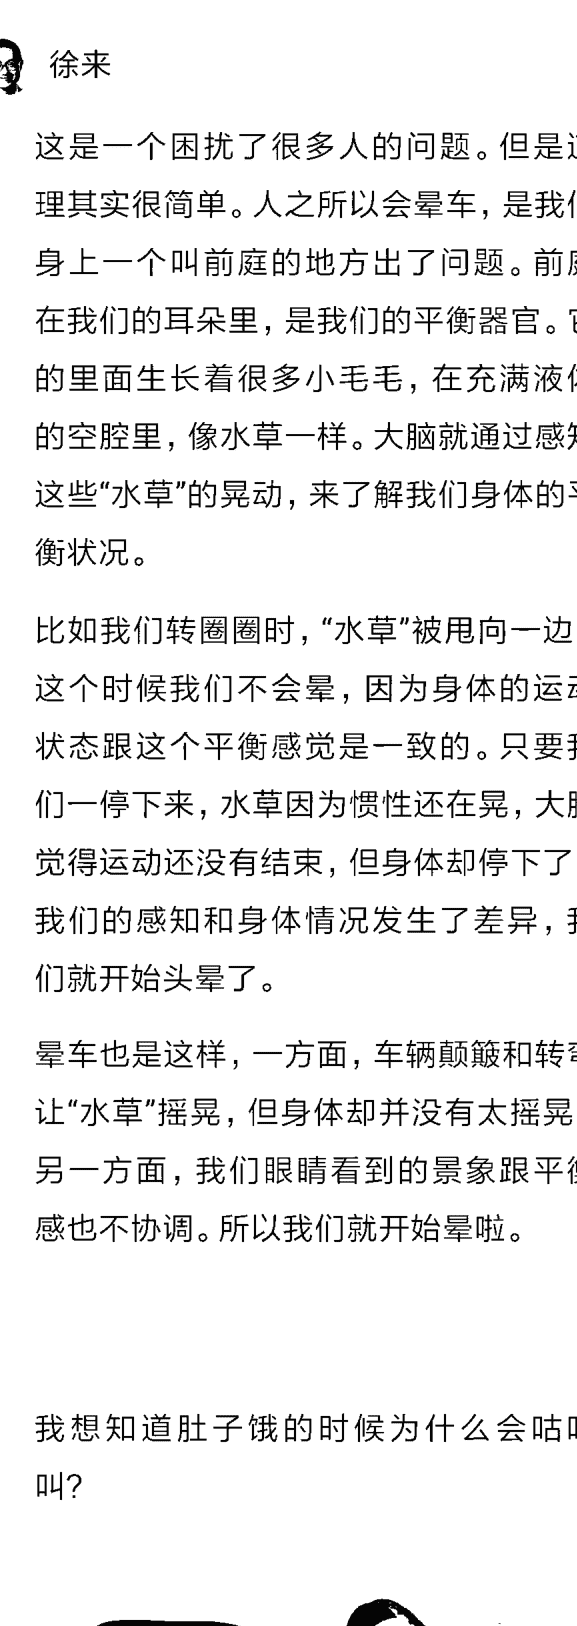 徐来
这是一个困扰了很多人的问题。但是
理其实很简单。人之所以会晕车，是我
身上一个叫前庭的地方出了问题。前
在我们的耳朵里，是我们的平衡器官。
的里面生长着很多小毛毛，在充满液
的空腔里，像水草一样。大脑就通过感
这些“水草”的晃动，来了解我们身体的
衡状况。
比如我们转圈圈时，“水草”被甩向一边
这个时候我们不会晕，因为身体的运
状态跟这个平衡感觉是一致的。只要
们一停下来，水草因为惯性还在晃，大
觉得运动还没有结束，但身体却停下了
我们的感知和身体情况发生了差异，
们就开始头晕了。
晕车也是这样，一方面，车辆颠簸和转
让“水草”摇晃，但身体却并没有太摇晃
另一方面，我们眼睛看到的景象跟平
感也不协调。所以我们就开始晕啦。
我想知道肚子饿的时候为什么会咕
叫?